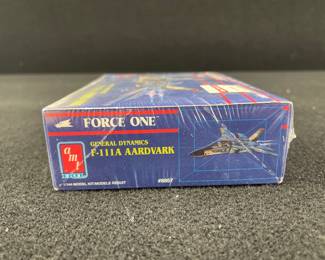 FORCE ONE
GENERAL DYNAMICS
F-111A AARDVARK
amt
ERTL